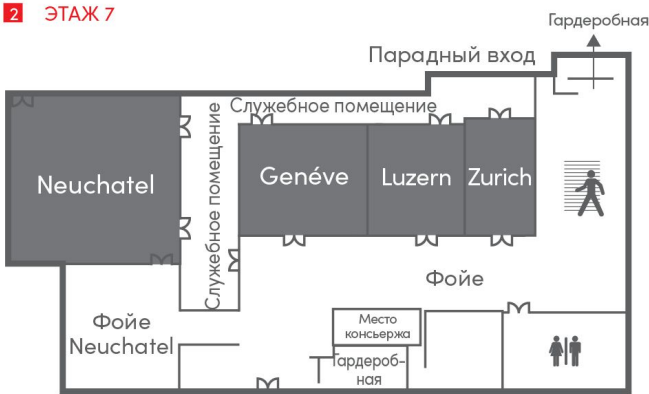 2 ЭТАЖ 7
Гардеробная
Парадный вход
Служебное помещение
Служебное помещение
Neuchatel
Genéve
Luzern
Zurich
Фойе
Фойе
Neuchatel
Место
консьержа
Гардероб-
ная